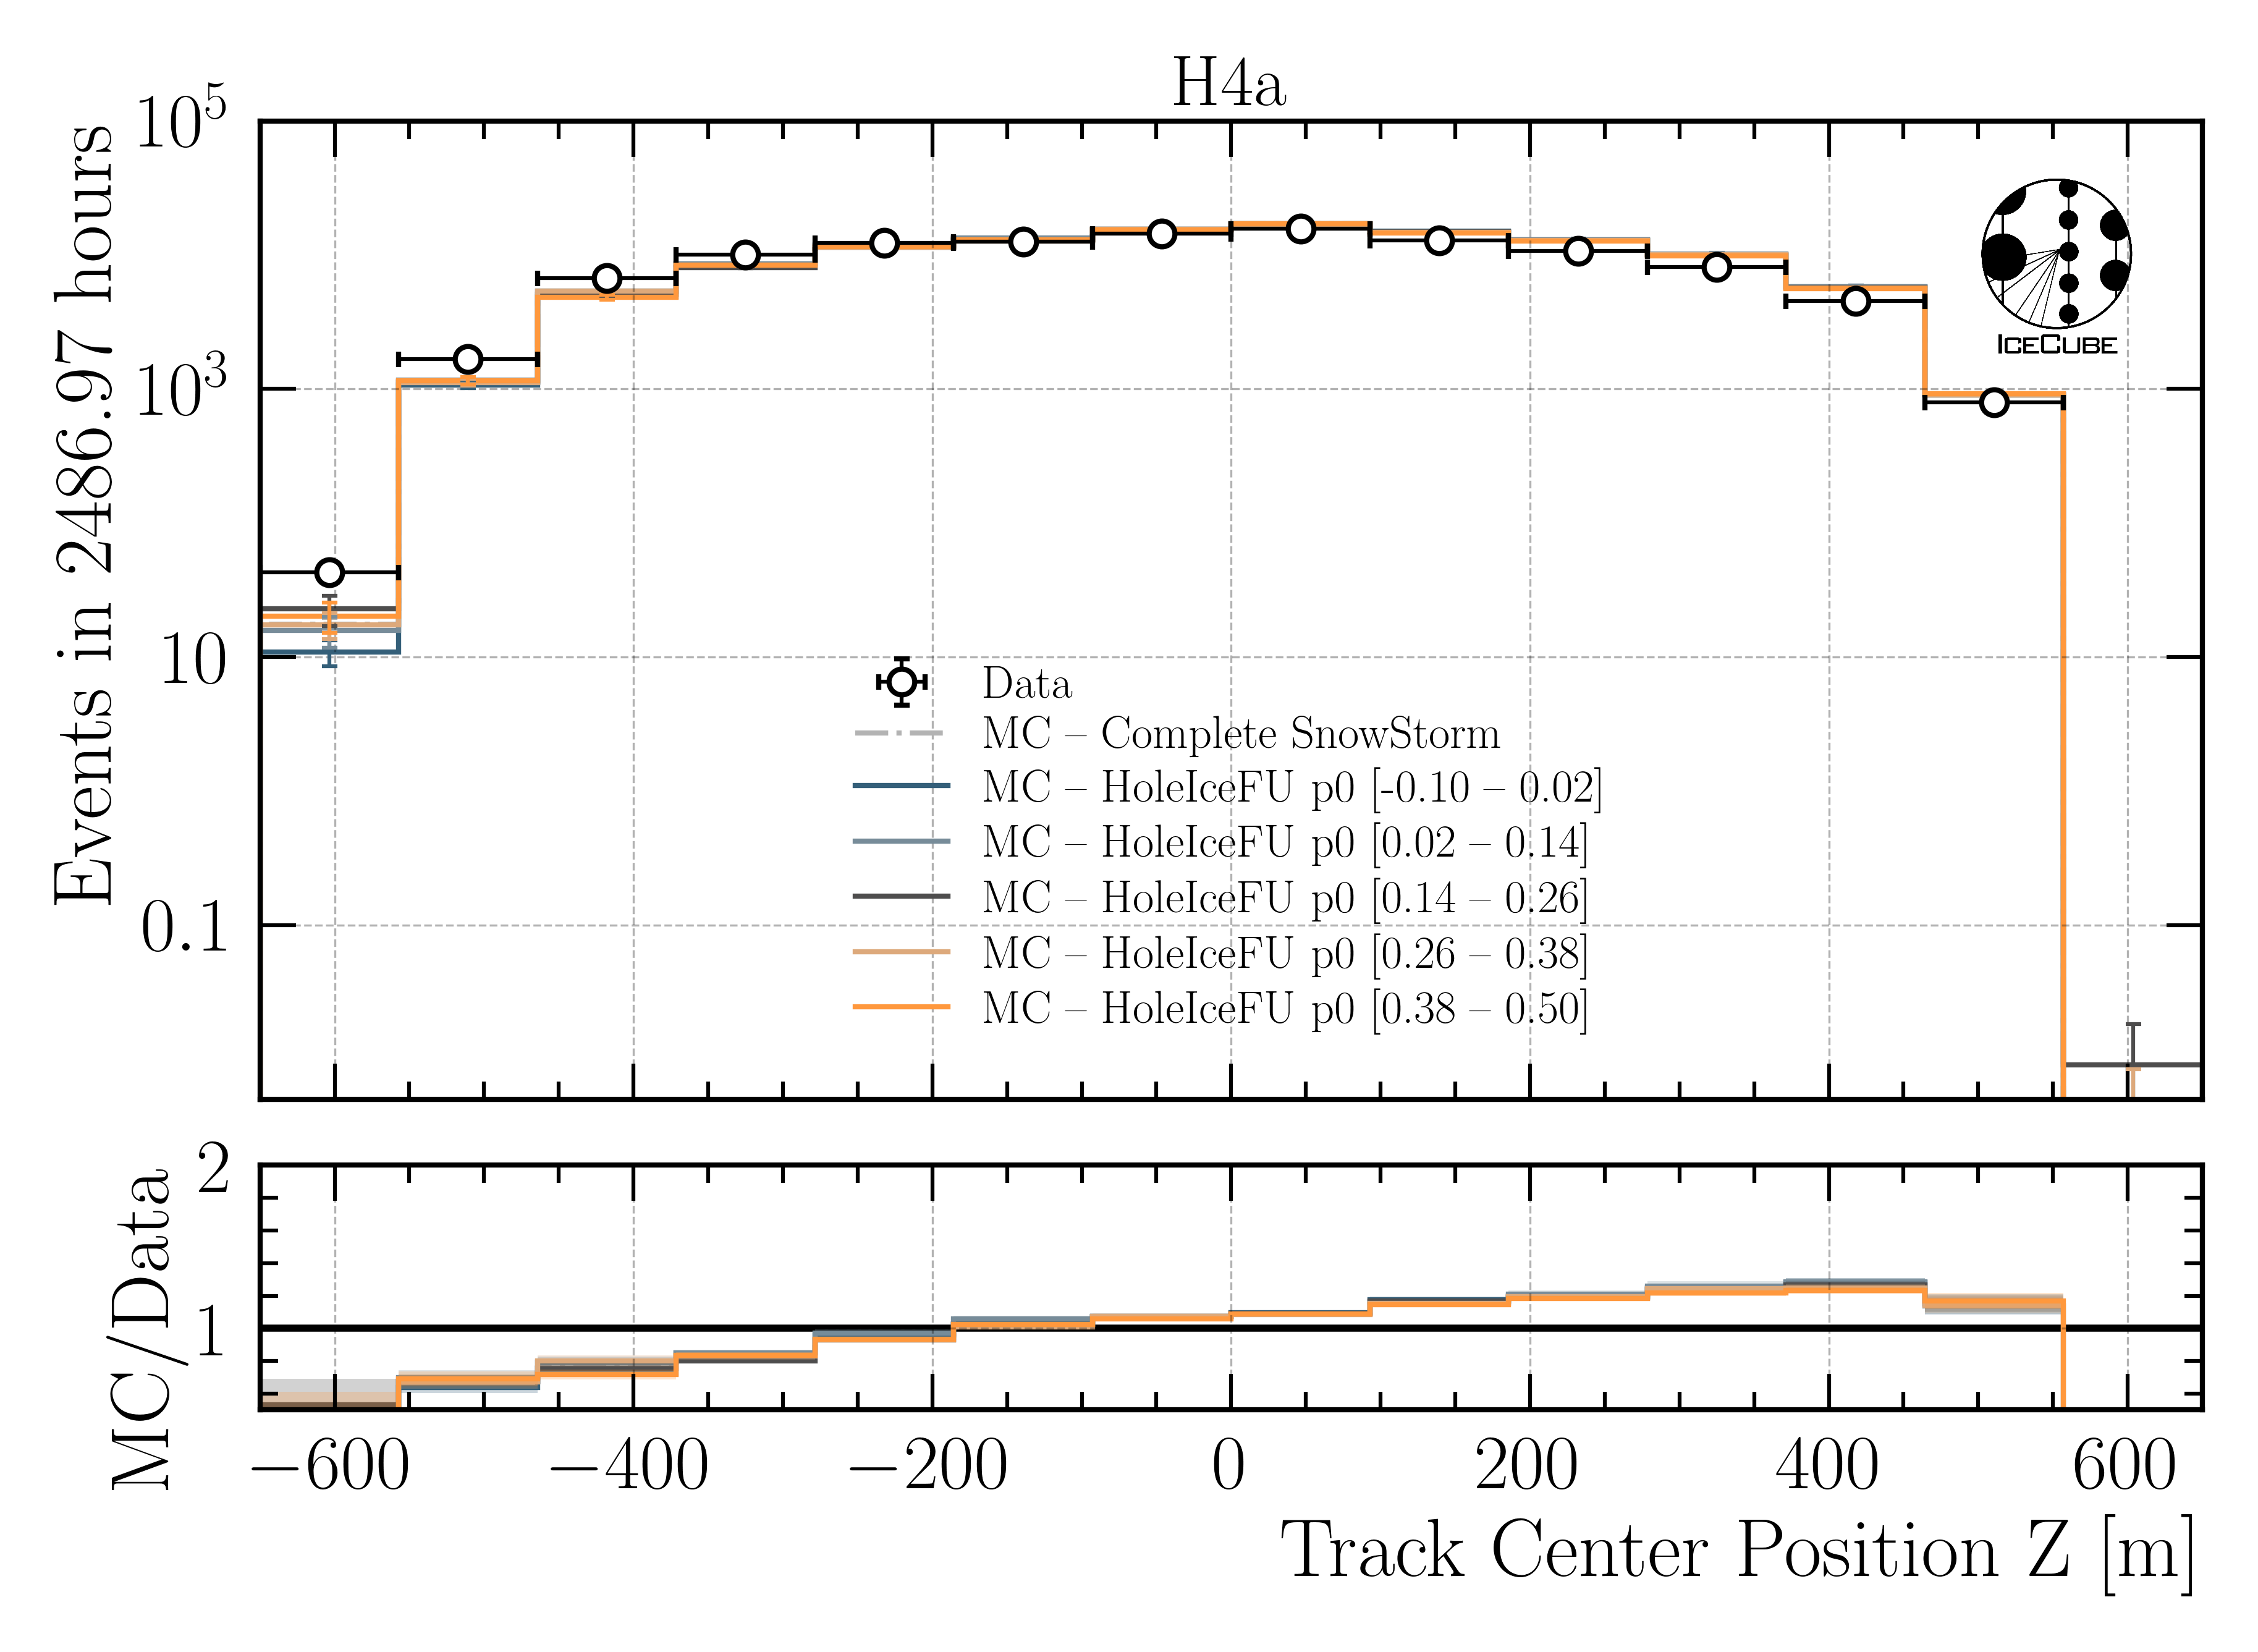 H4a
10^5
10^3
10
0.1
Events in 2486.97 hours
ICECUBE
Data
MC – Complete SnowStorm
MC – HoleIceFU p0 [-0.10 – 0.02]
MC – HoleIceFU p0 [0.02 – 0.14]
MC – HoleIceFU p0 [0.14 – 0.26]
MC – HoleIceFU p0 [0.26 – 0.38]
MC – HoleIceFU p0 [0.38 – 0.50]
2
1
MC/Data
−600 −400 −200 0 200 400 600
Track Center Position Z [m]